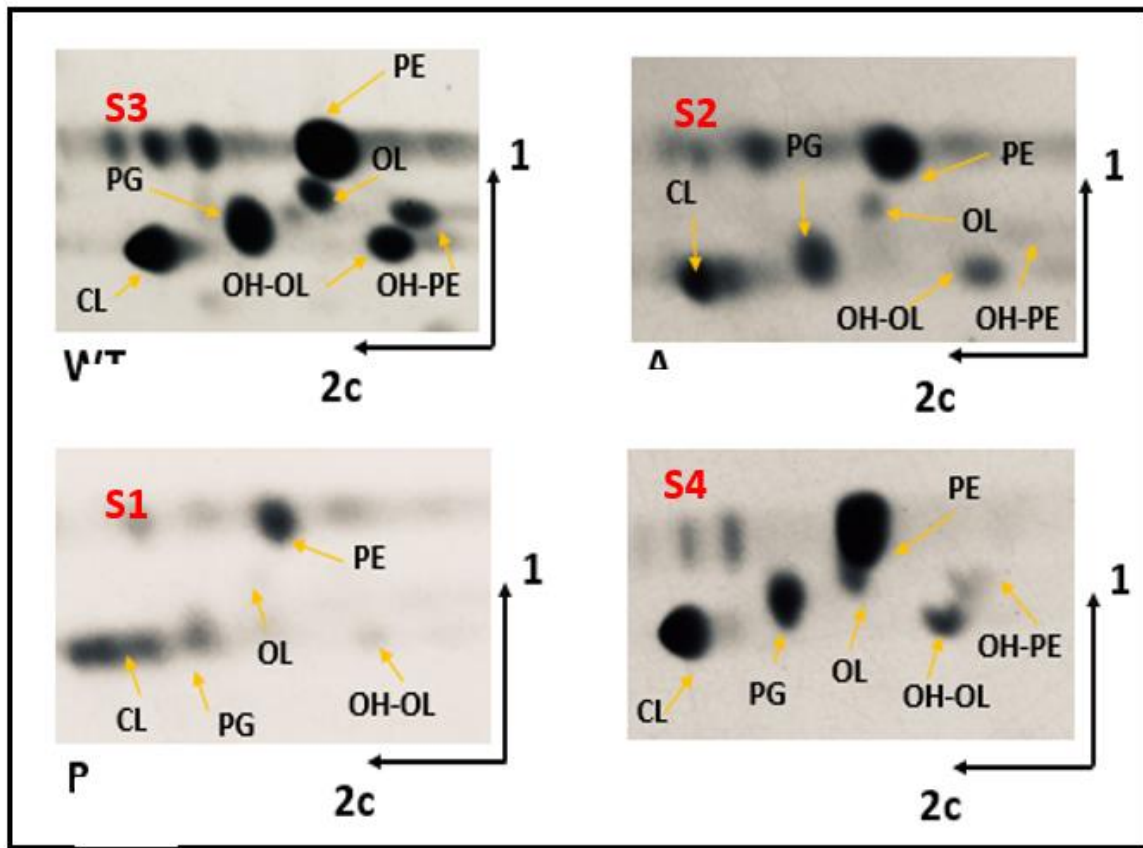 PE
S3
OL
PG
1
CL
OH-OL
OH-PE
2c
S2
PG
PE
1
CL
OL
OH-OL
OH-PE
2c
S1
PE
1
OL
CL
PG
OH-OL
2c
S4
PE
1
OH-PE
PG
OL
OH-OL
CL
2c